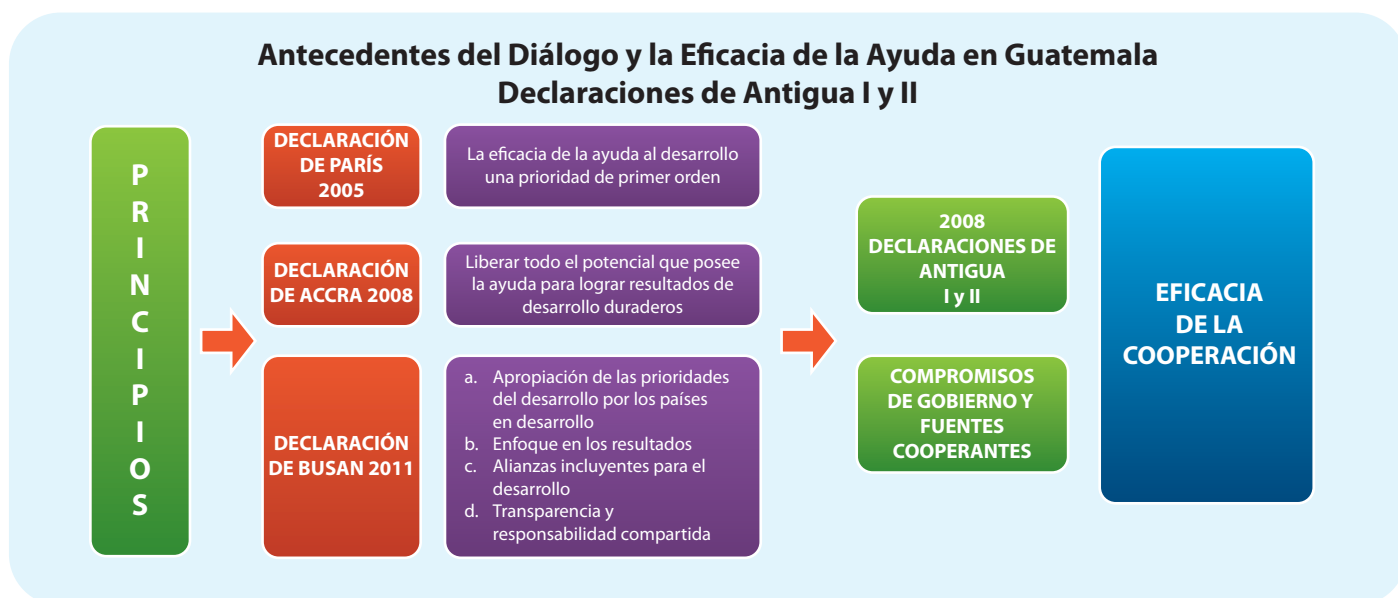 Antecedentes del Diálogo y la Eficacia de la Ayuda en Guatemala
Declaraciones de Antigua I y II
PRINCIPIOS
DECLARACIÓN
DE PARÍS
2005
La eficacia de la ayuda al desarrollo
una prioridad de primer orden
DECLARACIÓN
DE ACCRA 2008
Liberar todo el potencial que posee
la ayuda para lograr resultados de
desarrollo duraderos
DECLARACIÓN
DE BUSAN 2011
a. Apropiación de las prioridades
del desarrollo por los países
en desarrollo
b. Enfoque en los resultados
c. Alianzas incluyentes para el
desarrollo
d. Transparencia y
responsabilidad compartida
2008
DECLARACIONES DE
ANTIGUA
I y II
COMPROMISOS
DE GOBIERNO Y
FUENTES
COOPERANTES
EFICACIA
DE LA
COOPERACIÓN